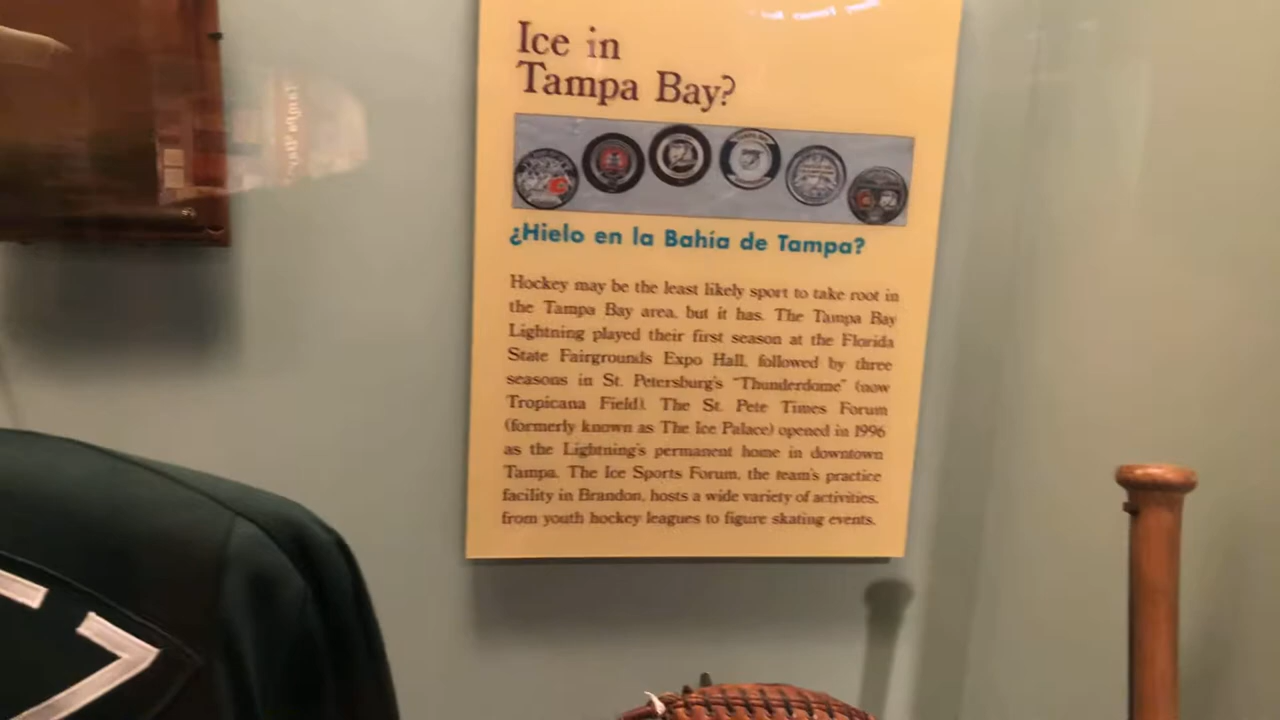 Ice in
Tampa Bay?
¿Hielo en la Bahía de Tampa?
Hockey may be the least likely sport to take root in
the Tampa Bay area, but it has. The Tampa Bay
Lightning played their first season at the Florida
State Fairgrounds Expo Hall, followed by three
seasons in St. Petersburg's "Thunderdome" (now
Tropicana Field). The St. Pete Times Forum
(formerly known as The Ice Palace) opened in 1996
as the Lightning's permanent home in downtown
Tampa. The Ice Sports Forum, the team's practice
facility in Brandon, hosts a wide variety of activities,
from youth hockey leagues to figure skating events.